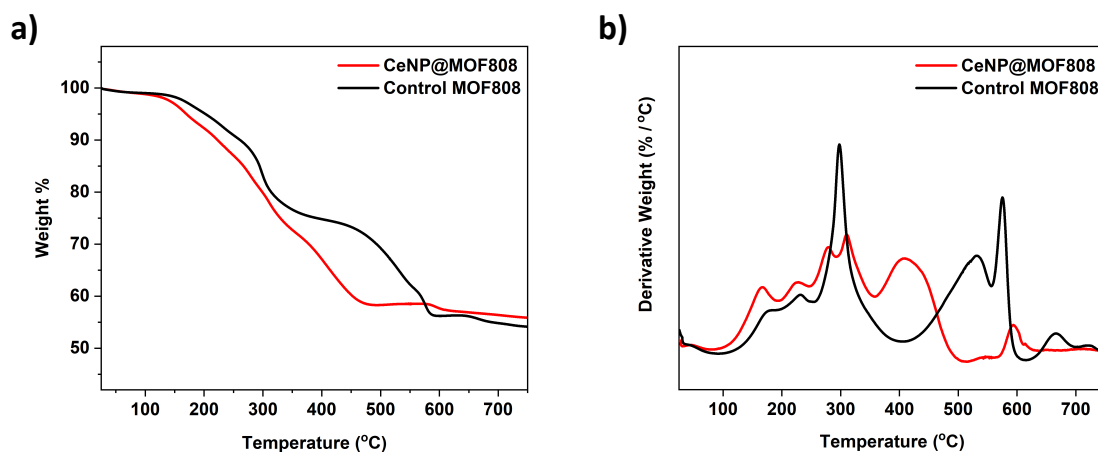 a)
CeNP@MOF808
Control MOF808
100
90
80
70
60
50
Weight %
100 200 300 400 500 600 700
Temperature (°C)
b)
CeNP@MOF808
Control MOF808
Derivative Weight (% / °C)
100 200 300 400 500 600 700
Temperature (°C)